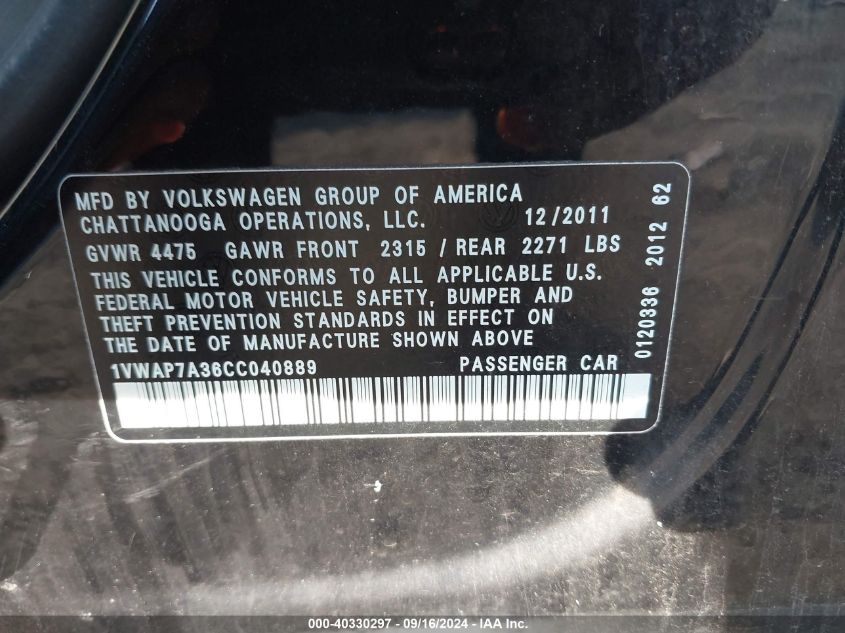 MFD BY VOLKSWAGEN GROUP OF AMERICA
CHATTANOOGA OPERATIONS, LLC. 12/2011
GVWR 4475 GAWR FRONT 2315 / REAR 2271 LBS
THIS VEHICLE CONFORMS TO ALL APPLICABLE U.S.
FEDERAL MOTOR VEHICLE SAFETY, BUMPER AND
THEFT PREVENTION STANDARDS IN EFFECT ON
THE DATE OF MANUFACTURE SHOWN ABOVE
1VWAP7A36CC040889 PASSENGER CAR
0120336 2012 62
000-40330297 - 09/16/2024 - IAA Inc.